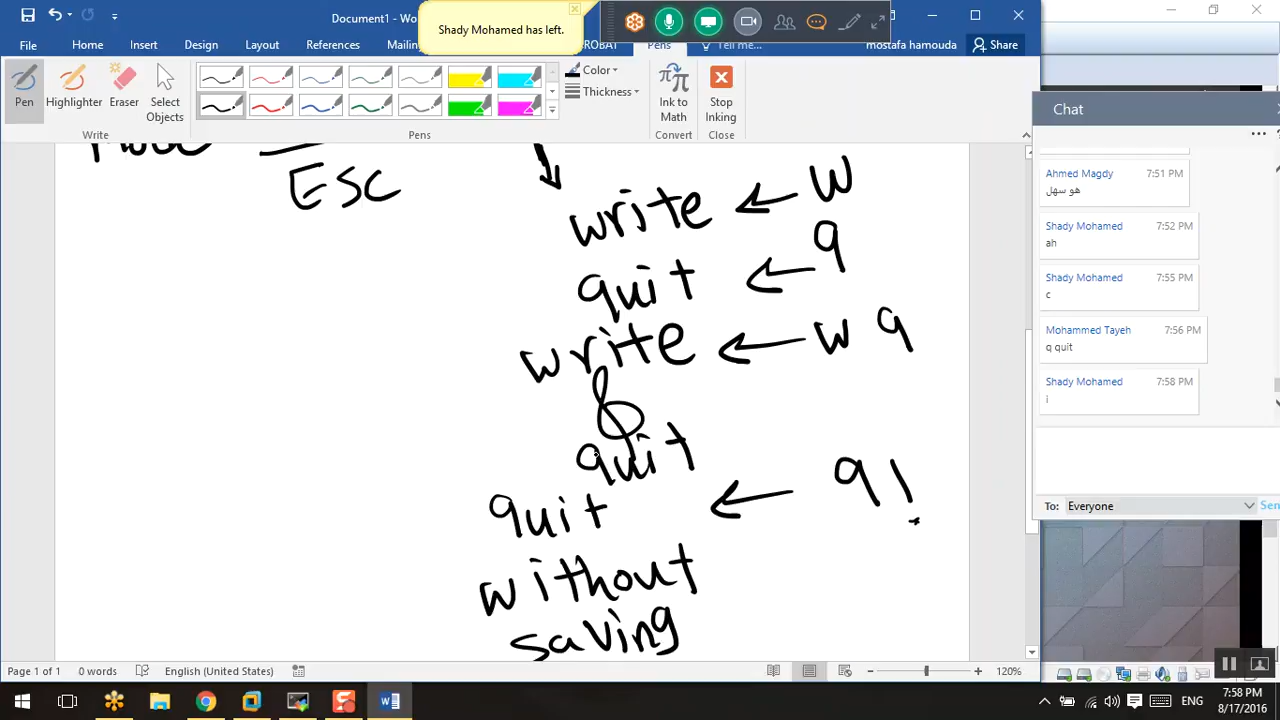 Document1 - Wo
Shady Mohamed has left.
File Home Insert Design Layout References Mailin OBAT Pens Tell me... mostafa hamouda Share
Pen Highlighter Eraser Select Objects
Color
Thickness
Ink to Math
Stop Inking
Write Pens Convert Close
ESC
write ← w
quit ← q
write ← w q
&
quit
quit ← q!
without
saving
Chat
Ahmed Magdy 7:51 PM
هو سهل
Shady Mohamed 7:52 PM
ah
Shady Mohamed 7:55 PM
c
Mohammed Tayeh 7:56 PM
q quit
Shady Mohamed 7:58 PM
i
To: Everyone Sen
Page 1 of 1 0 words English (United States) 120%
ENG 7:58 PM
8/17/2016